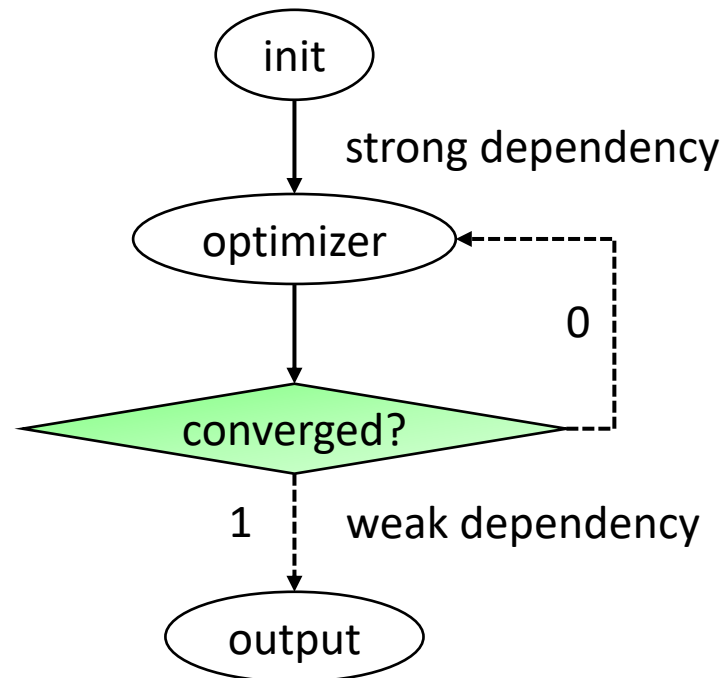 init
strong dependency
optimizer
0
converged?
1
weak dependency
output